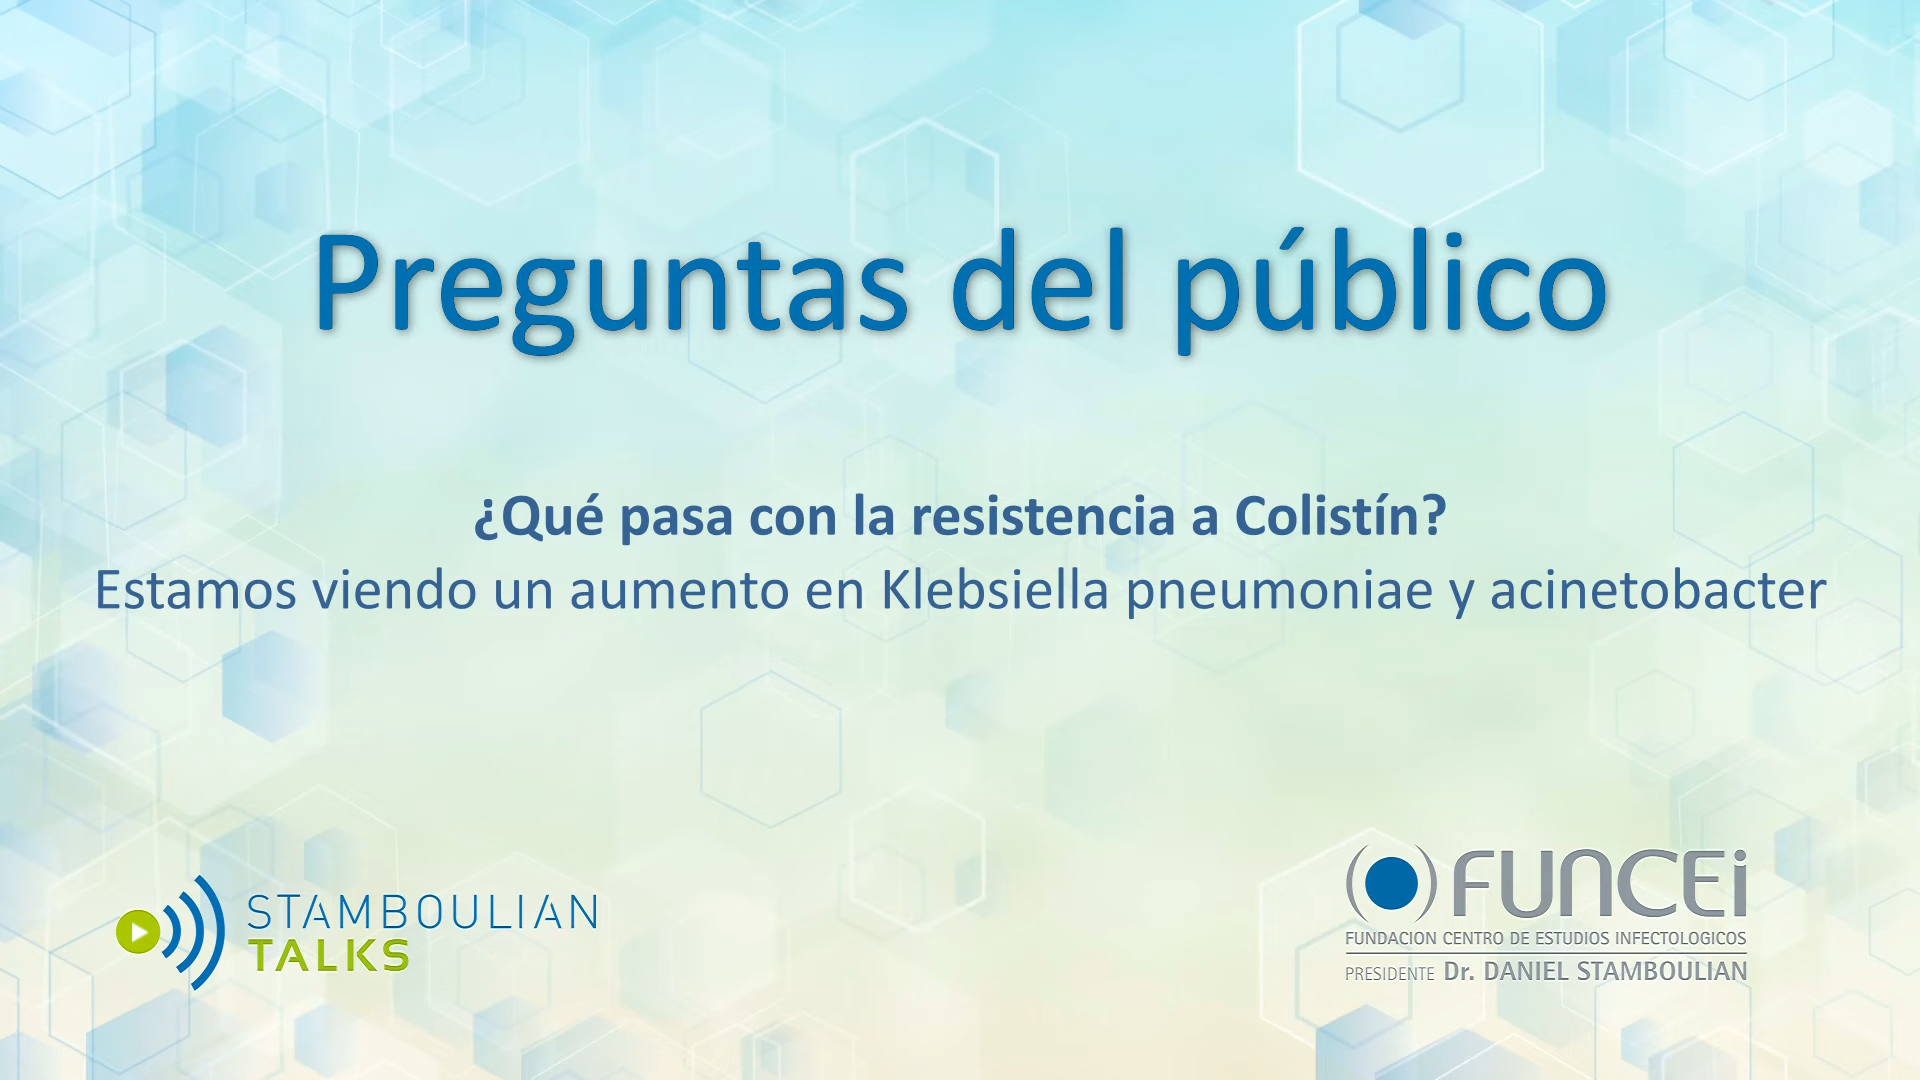 Preguntas del público
¿Qué pasa con la resistencia a Colistín?
Estamos viendo un aumento en Klebsiella pneumoniae y acinetobacter
STAMBOULIAN
TALKS
FUNCEi
FUNDACION CENTRO DE ESTUDIOS INFECTOLOGICOS
PRESIDENTE Dr. DANIEL STAMBOULIAN